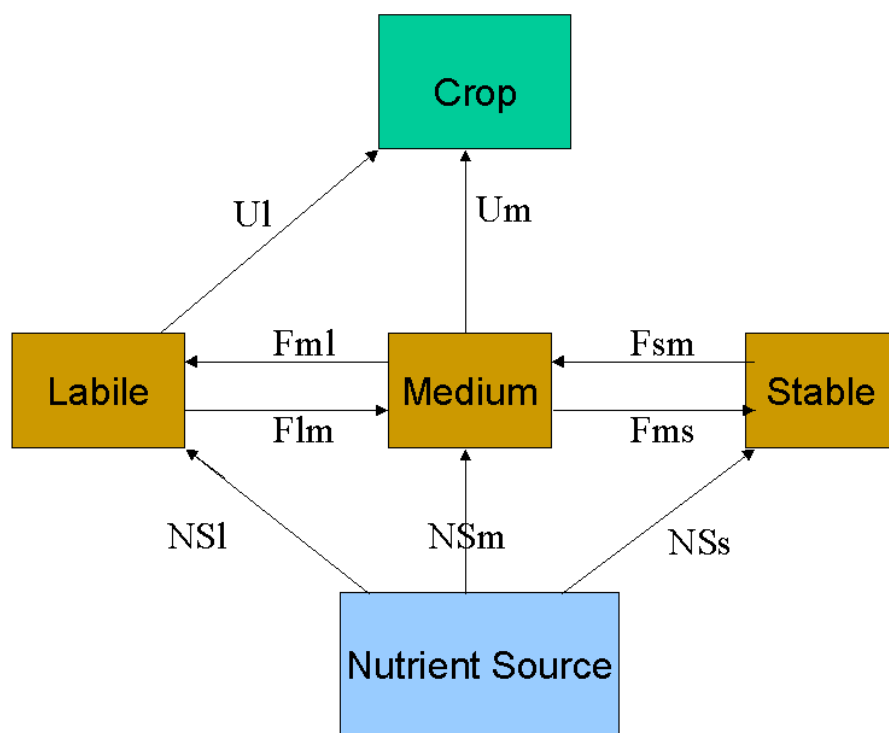 Crop
Ul
Um
Fml
Fsm
Labile
Medium
Stable
Flm
Fms
NSl
NSm
NSs
Nutrient Source